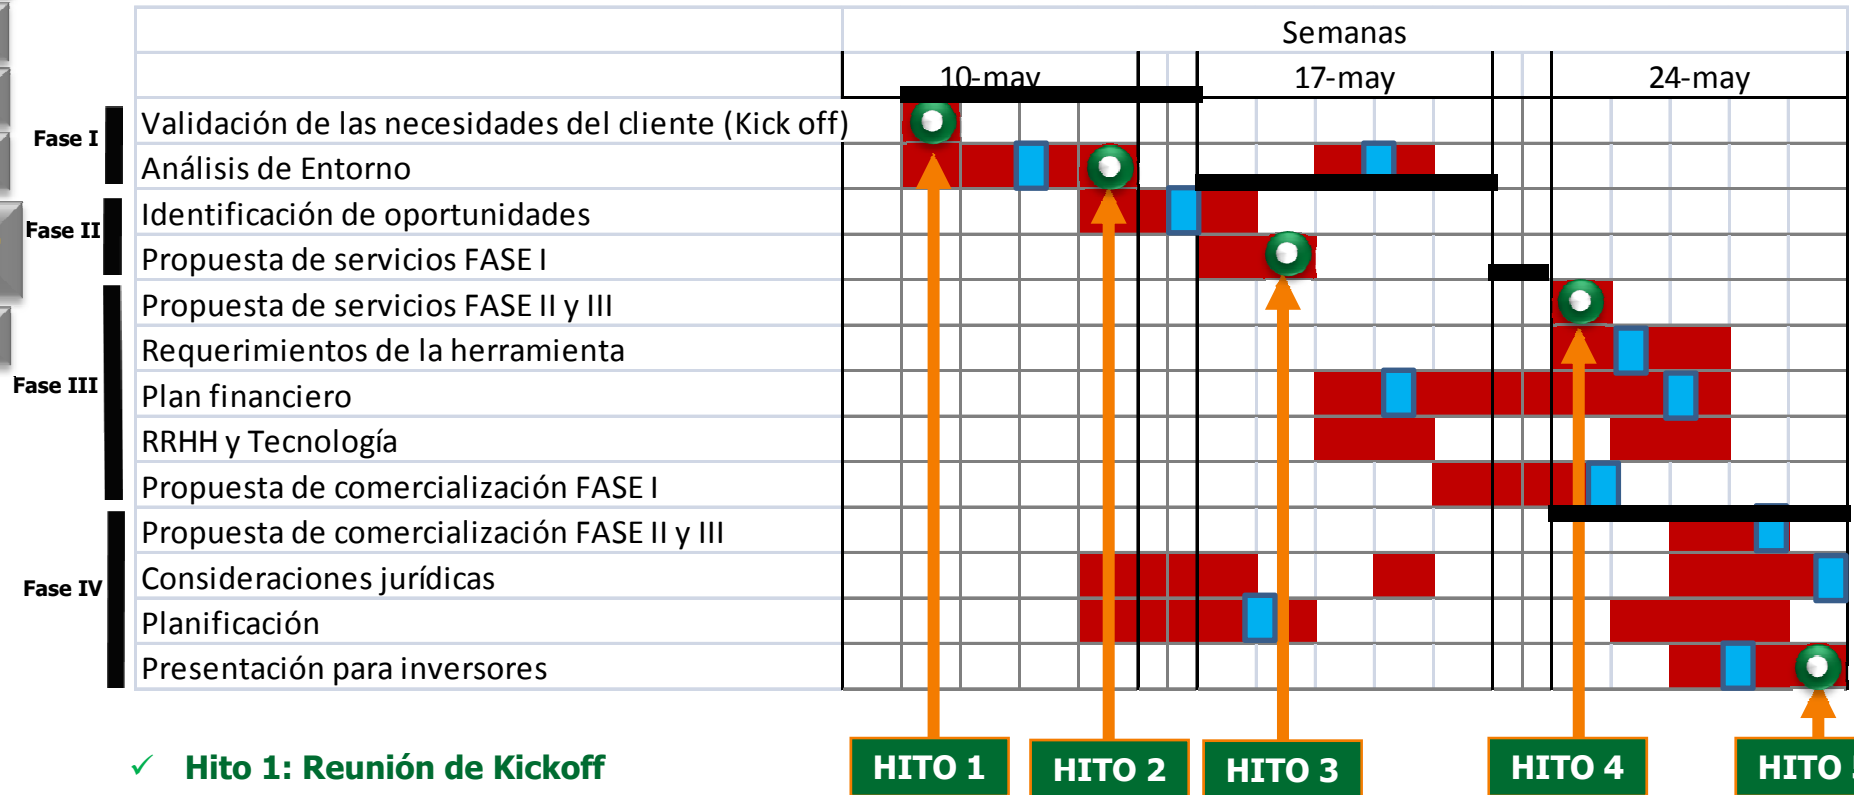 Semanas
10-may 17-may 24-may
Fase I
Validación de las necesidades del cliente (Kick off)
Análisis de Entorno
Fase II
Identificación de oportunidades
Propuesta de servicios FASE I
Fase III
Propuesta de servicios FASE II y III
Requerimientos de la herramienta
Plan financiero
RRHH y Tecnología
Propuesta de comercialización FASE I
Fase IV
Propuesta de comercialización FASE II y III
Consideraciones jurídicas
Planificación
Presentación para inversores
✓ Hito 1: Reunión de Kickoff
HITO 1
HITO 2
HITO 3
HITO 4
HITO